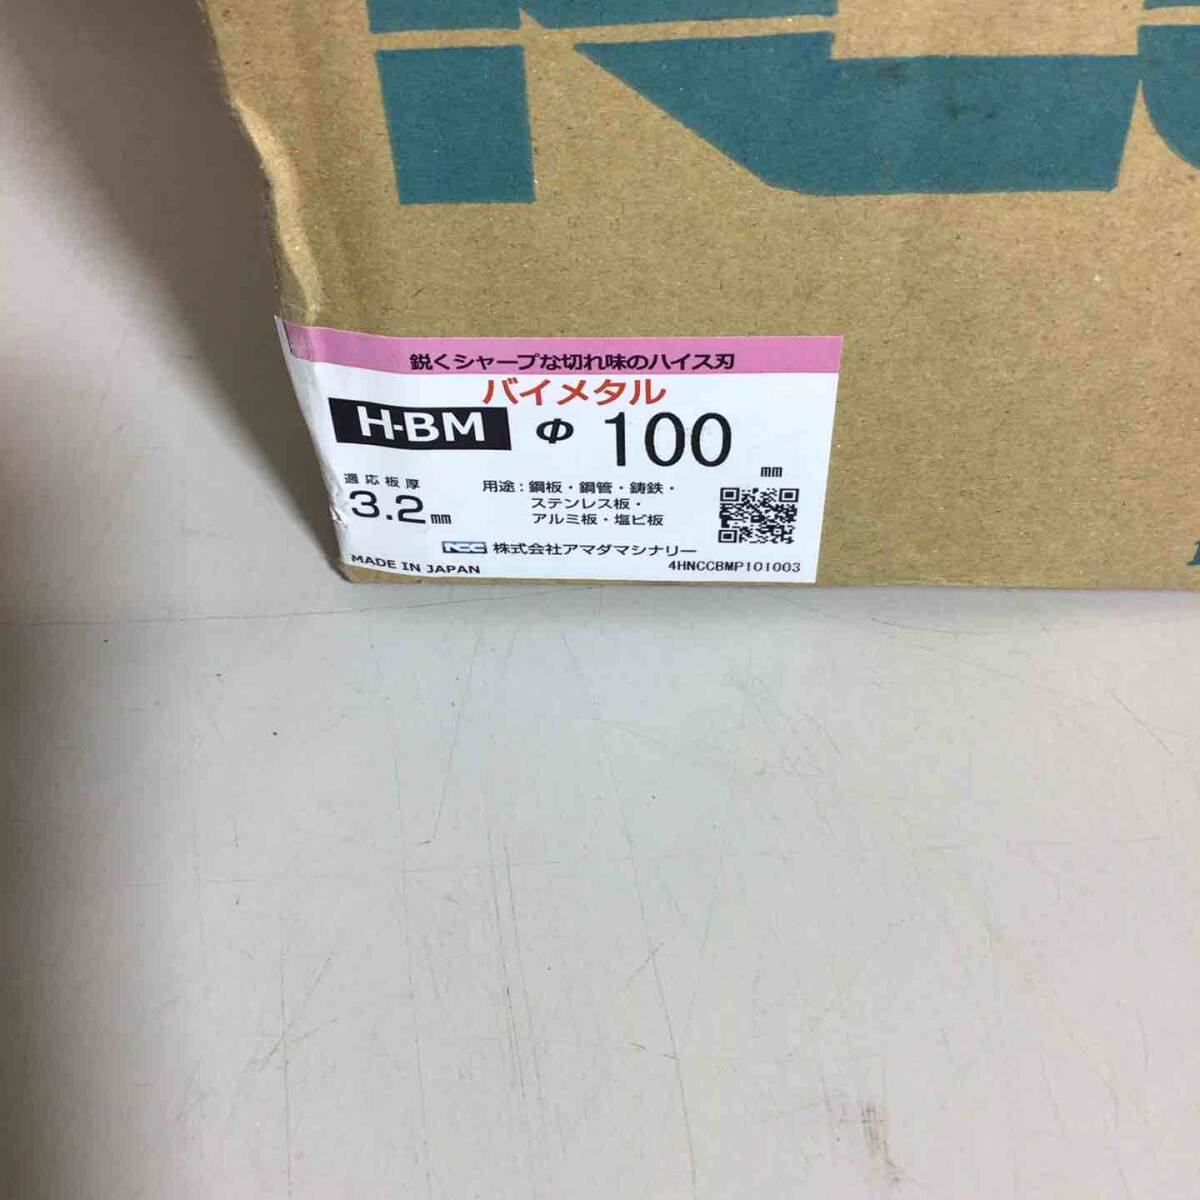 鋭くシャープな切れ味のハイス刃
バイメタル
H-BM Φ 100 mm
適応板厚
3.2mm
用途：鋼板・鋼管・鋳鉄・
ステンレス板・
アルミ板・塩ビ板
NCC 株式会社アマダマシナリー
MADE IN JAPAN
4HNCCBMP101003